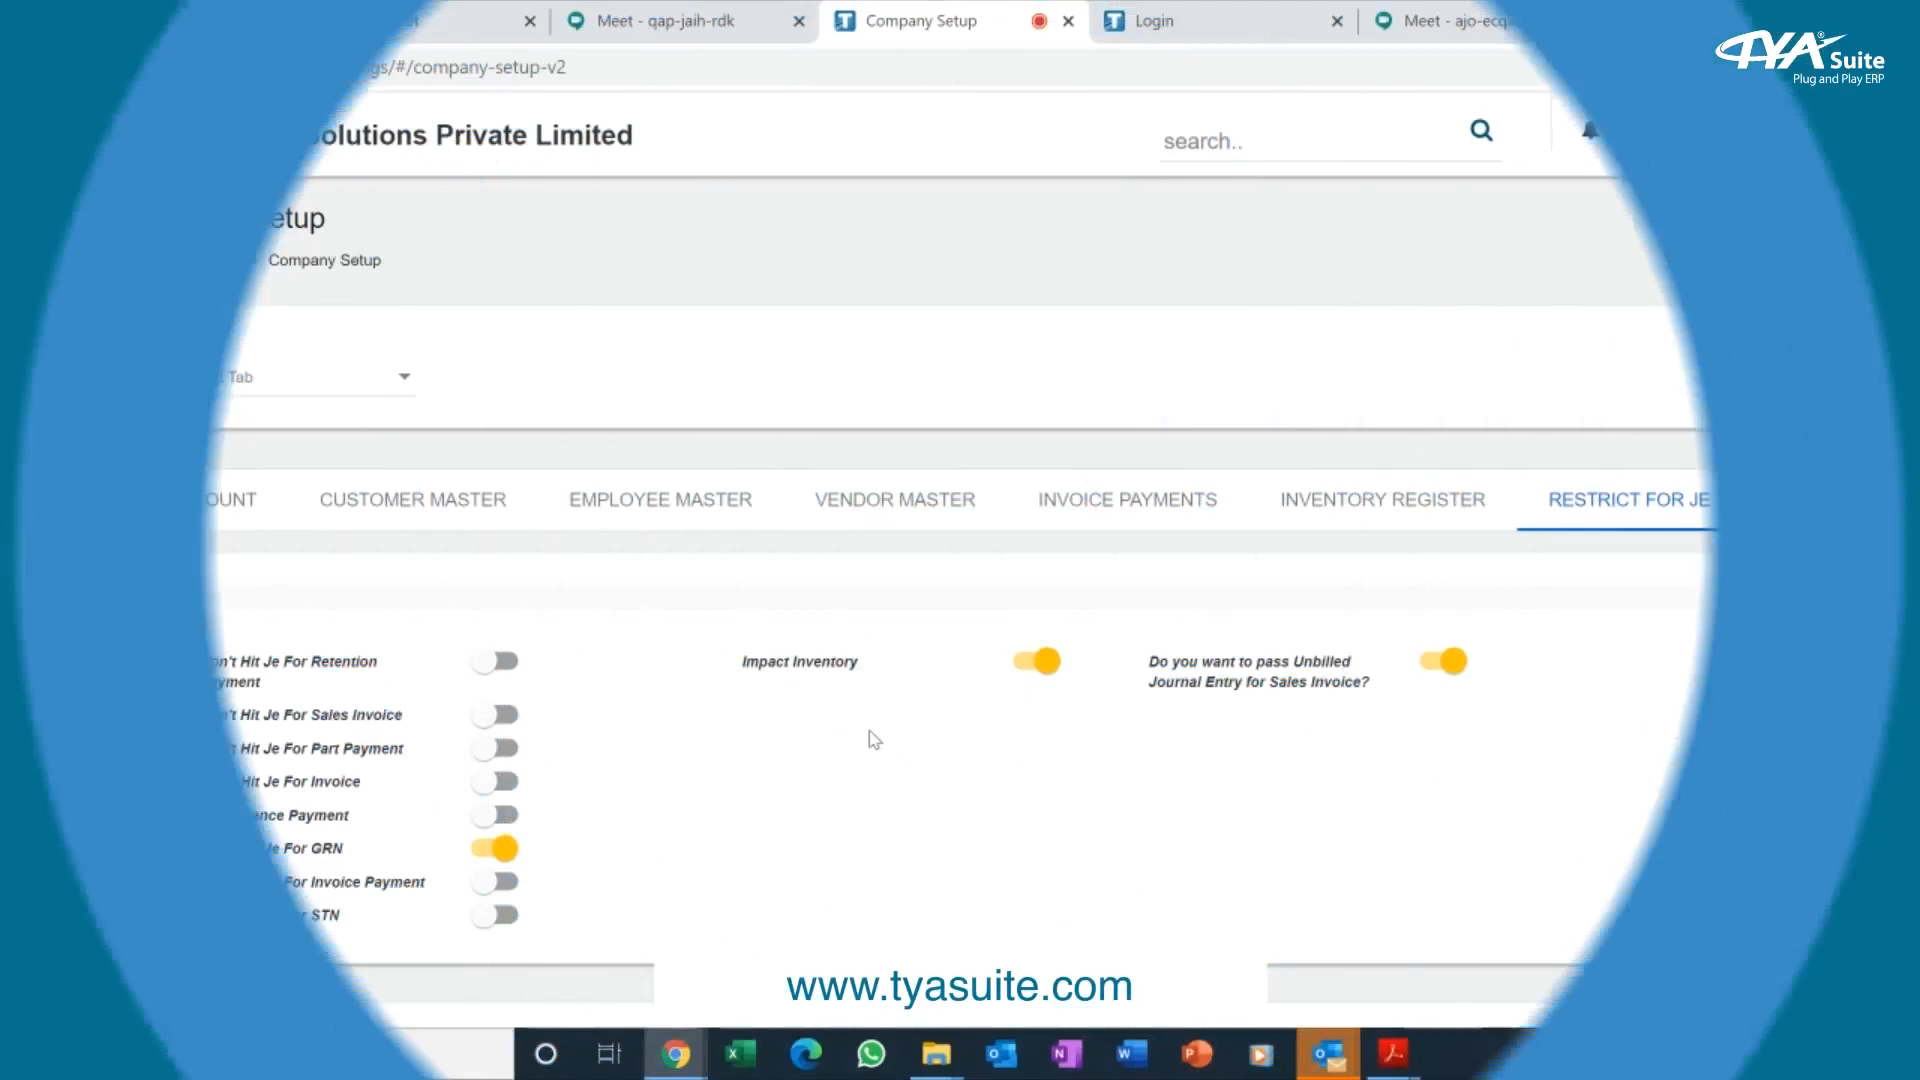 Meet - qap-jaih-rdk
Company Setup
Login
Meet - ajo-ecq
TYASuite
Plug and Play ERP
gs/#/company-setup-v2
olutions Private Limited
search..
etup
Company Setup
Tab
OUNT
CUSTOMER MASTER
EMPLOYEE MASTER
VENDOR MASTER
INVOICE PAYMENTS
INVENTORY REGISTER
RESTRICT FOR JE
n't Hit Je For Retention
yment
Impact Inventory
Do you want to pass Unbilled
Journal Entry for Sales Invoice?
't Hit Je For Sales Invoice
Hit Je For Part Payment
Hit Je For Invoice
ence Payment
e For GRN
For Invoice Payment
r STN
www.tyasuite.com